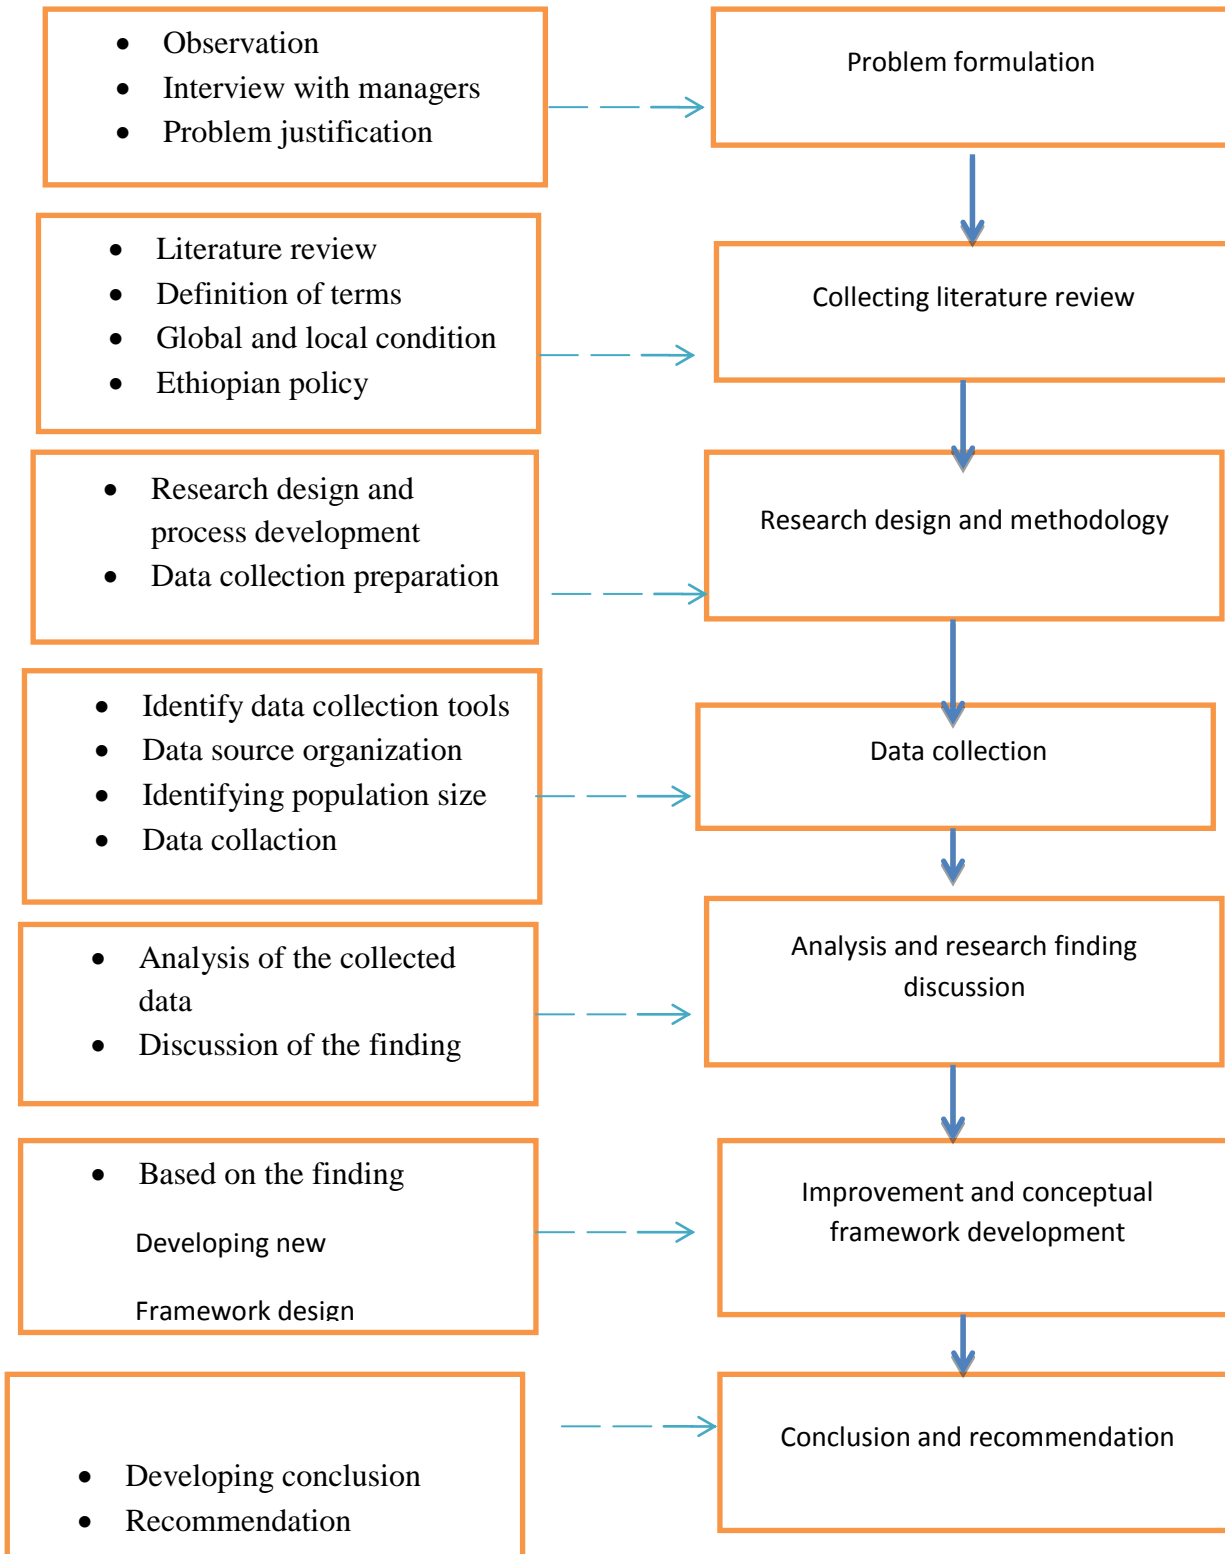 • Observation
• Interview with managers
• Problem justification
Problem formulation
• Literature review
• Definition of terms
• Global and local condition
• Ethiopian policy
Collecting literature review
• Research design and
process development
• Data collection preparation
Research design and methodology
• Identify data collection tools
• Data source organization
• Identifying population size
• Data collaction
Data collection
• Analysis of the collected
data
• Discussion of the finding
Analysis and research finding
discussion
• Based on the finding
Developing new
Framework design
Improvement and conceptual
framework development
• Developing conclusion
• Recommendation
Conclusion and recommendation